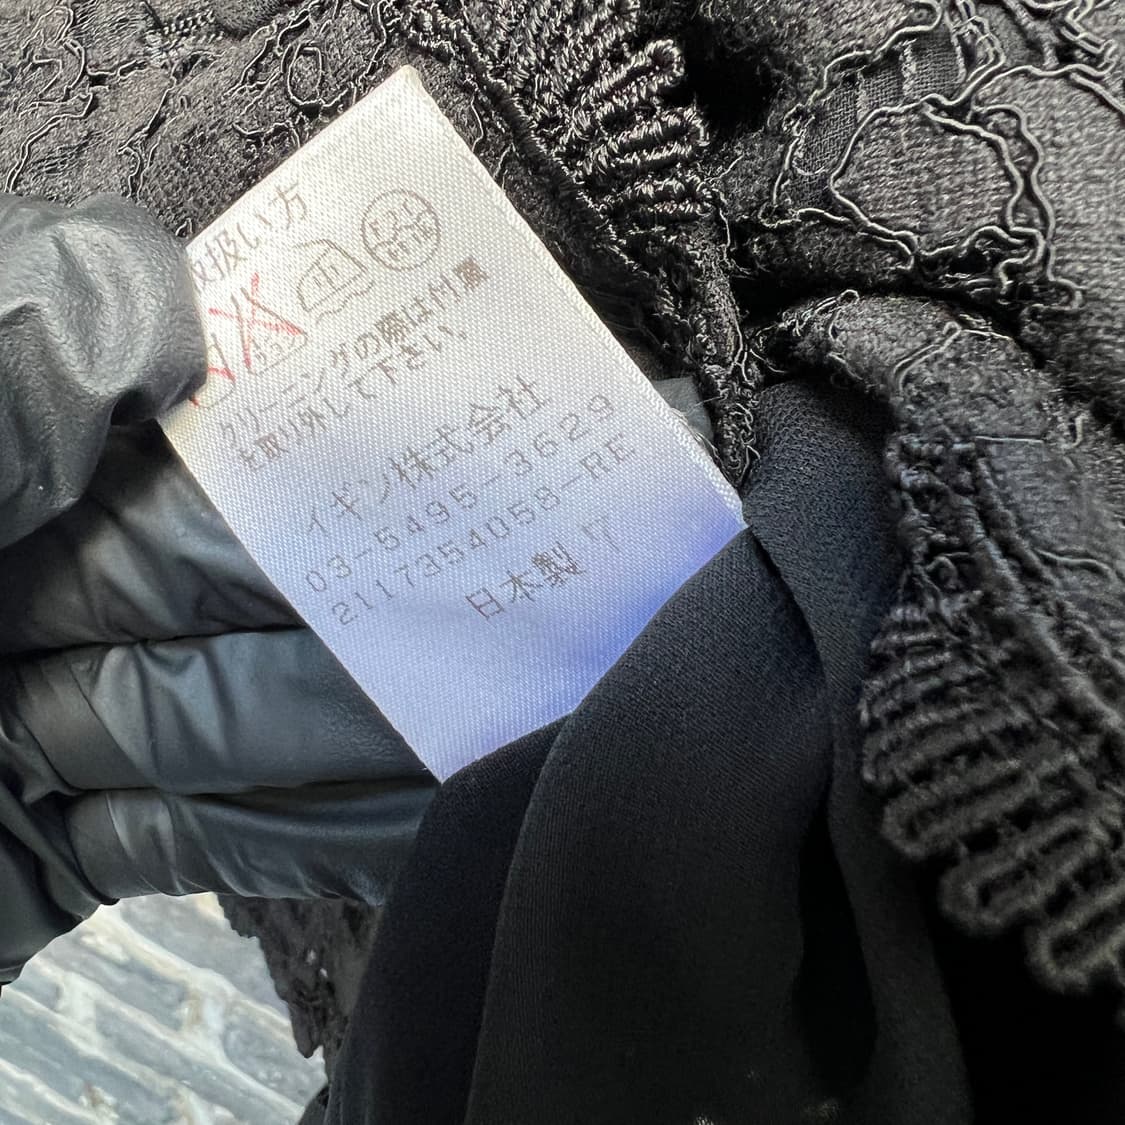 取扱い方
クリーニングの際は付属
を取り外して下さい。
イギン株式会社
03-5495-3629
2117354058-RE
日本製 7